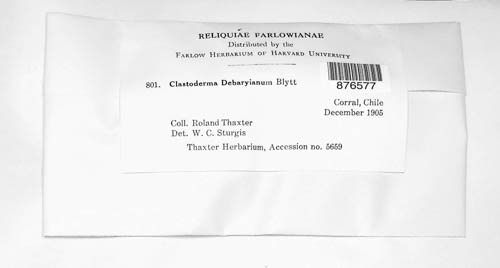 RELIQUIÆ FARLOWIANAE
Distributed by the
FARLOW HERBARIUM OF HARVARD UNIVERSITY
801. Clastoderma Debaryianum Blytt
876577
Corral, Chile
December 1905
Coll. Roland Thaxter
Det. W. C. Sturgis
Thaxter Herbarium, Accession no. 5659